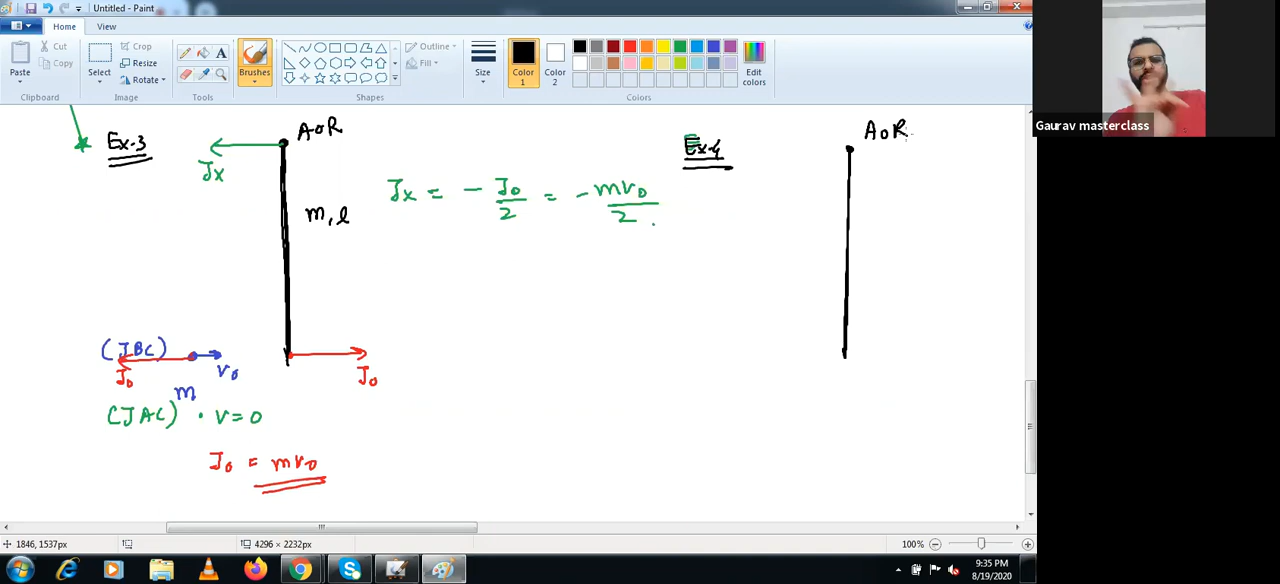 Untitled - Paint
Home View
Paste
Cut
Copy
Clipboard
Select
Crop
Resize
Rotate
Image
Tools
Brushes
Outline
Fill
Shapes
Size
Color 1
Color 2
Edit colors
Colors
Gaurav masterclass
Ex-3
AOR
Jx
m, l
Jx = - J0/2 = - mv0/2
(JBC)
J0
v0
m
J0
(JAC) · v=0
J0 = mv0
Ex-4
AOR
1846, 1537px
4296 × 2232px
100%
9:35 PM
8/19/2020